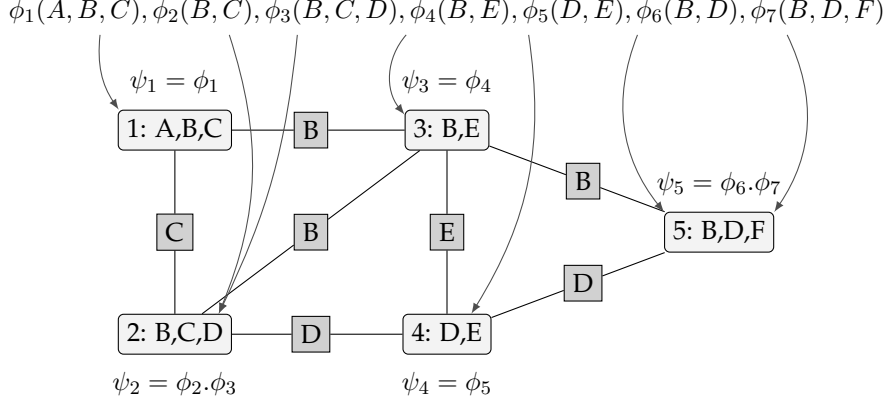 ϕ₁(A, B, C), ϕ₂(B, C), ϕ₃(B, C, D), ϕ₄(B, E), ϕ₅(D, E), ϕ₆(B, D), ϕ₇(B, D, F)
ψ₁ = ϕ₁
ψ₃ = ϕ₄
1: A,B,C
B
3: B,E
B
ψ₅ = ϕ₆.ϕ₇
C
B
E
5: B,D,F
D
2: B,C,D
D
4: D,E
ψ₂ = ϕ₂.ϕ₃
ψ₄ = ϕ₅